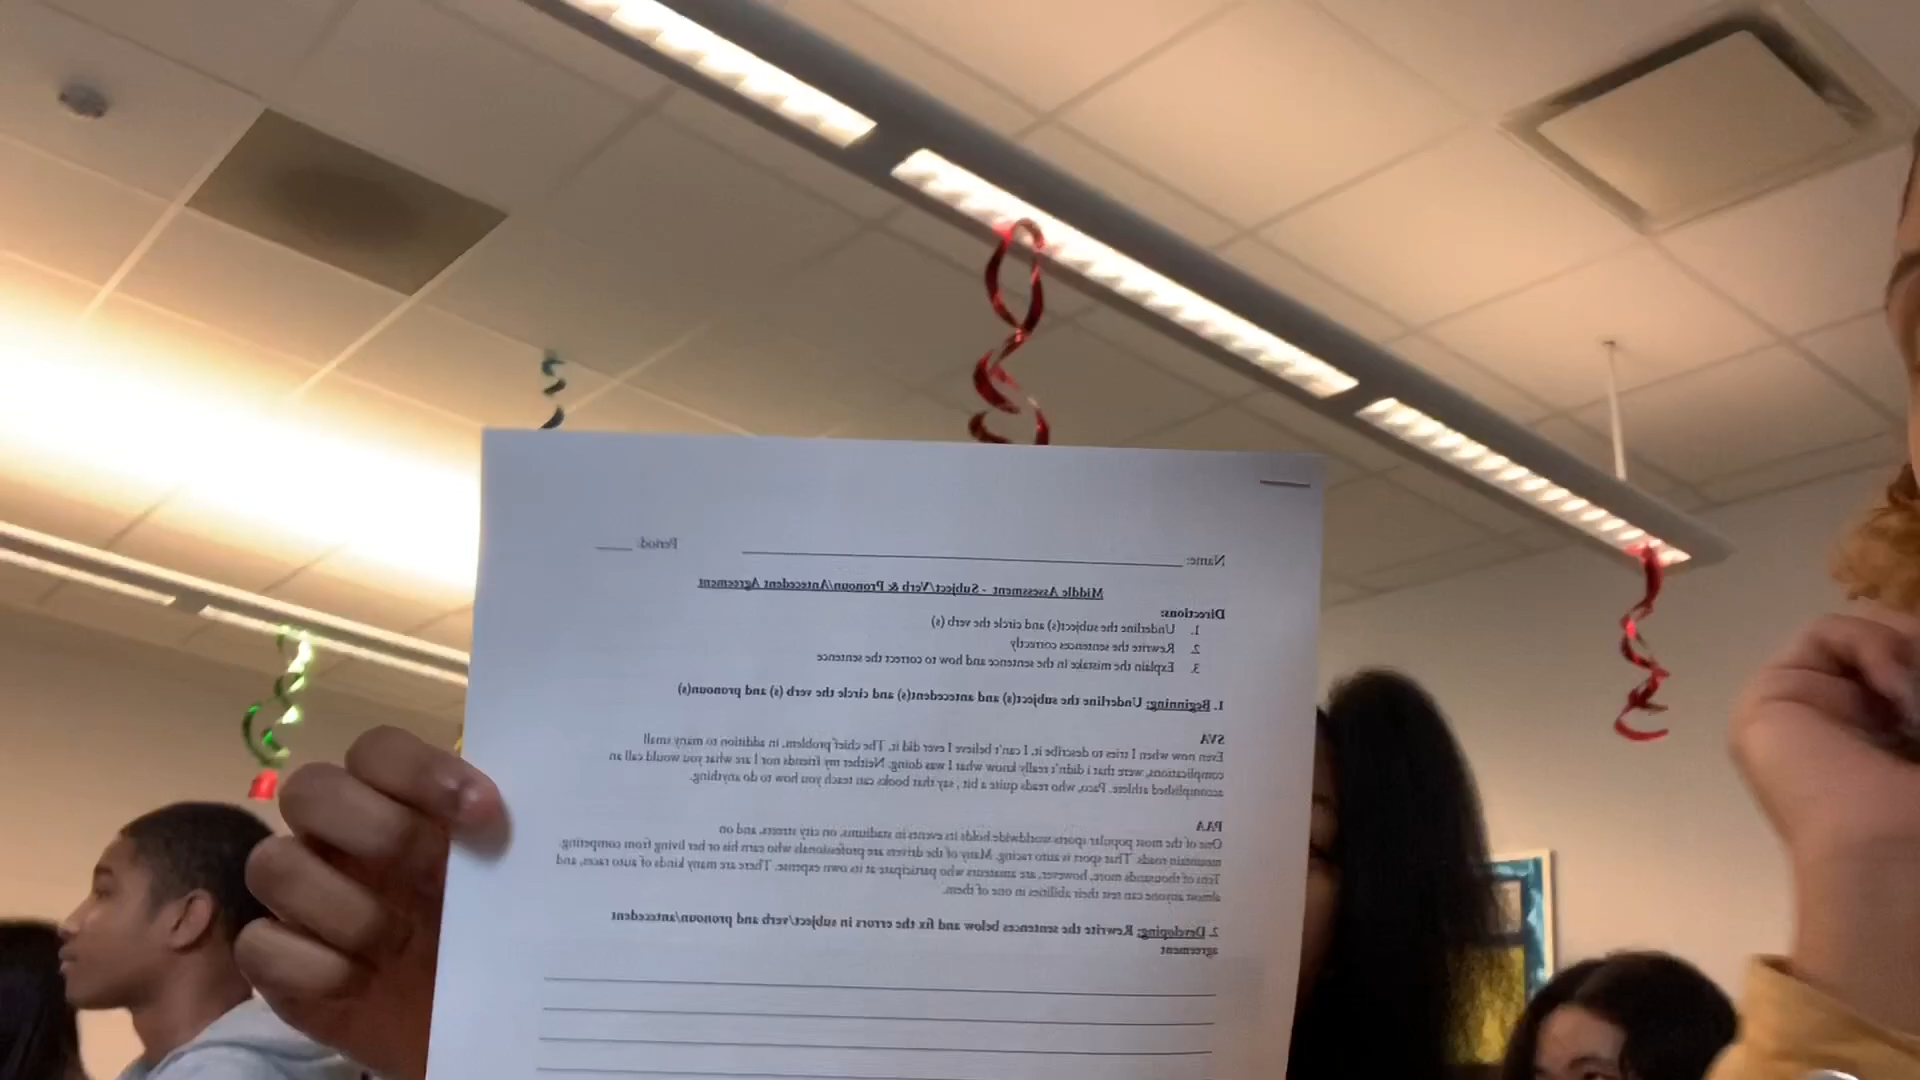 Name: ____________ Period: ____
Middle Assessment - Subject/Verb & Pronoun/Antecedent Agreement
Directions:
1. Underline the subject(s) and circle the verb (s)
2. Rewrite the sentences correctly
3. Explain the mistake in the sentence and how to correct the sentence
1. Beginning: Underline the subject(s) and antecedent(s) and circle the verb (s) and pronoun(s)
SVA
Even now when I tries to describe it, I can't believe I ever did it. The chief problem, in addition to many small
complications, were that i didn't really know what I was doing. Neither my friends nor I are what you would call an
accomplished athlete. Paco, who reads quite a bit , say that books can teach you how to do anything.
PAA
One of the most popular sports worldwide holds its events in stadiums, on city streets, and on
mountain roads. That sport is auto racing. Many of the drivers are professionals who earn his or her living from competing.
Tens of thousands more, however, are amateurs who participate at its own expense. There are many kinds of auto races, and
almost anyone can test their abilities in one of them.
2. Developing: Rewrite the sentences below and fix the errors in subject/verb and pronoun/antecedent
agreement